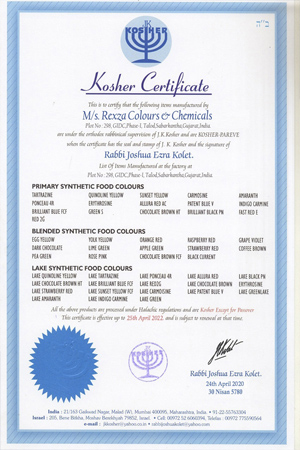 JK
KOSHER
ב״ה
Kosher Certificate
This is to certify that the following items manufactured by
M/s. Rexza Colours & Chemicals
Plot No : 298, GIDC, Phase-I, Talod, Sabarkantha, Gujarat, India.
are under the orthodox rabbinical supervision of J.K Kosher and are KOSHER-PAREVE
when the certificate has the seal and stamp of J. K. Kosher and the signature of
Rabbi Joshua Ezra Kolet.
List Of Items Manufactured at the factory at
Plot No : 298, GIDC, Phase-I, Talod, Sabarkantha, Gujarat, India.
PRIMARY SYNTHETIC FOOD COLOURS
TARTRAZINE QUINOLINE YELLOW SUNSET YELLOW CARMOSINE AMARANTH
PONCEAU 4R ERYTHROSINE ALLURA RED AC PATENT BLUE V INDIGO CARMINE
BRILLIANT BLUE FCF GREEN S CHOCOLATE BROWN HT BRILLIANT BLACK PN FAST RED E
RED 2G
BLENDED SYNTHETIC FOOD COLOURS
EGG YELLOW YOLK YELLOW ORANGE RED RASPBERRY RED GRAPE VIOLET
DARK CHOCOLATE LIME GREEN APPLE GREEN STRAWBERRY RED COFFEE BROWN
PEA GREEN ROSE PINK CHOCOLATE BROWN FCF BLACK CURRENT
LAKE SYNTHETIC FOOD COLOURS
LAKE QUINOLINE YELLOW LAKE TARTRAZINE LAKE PONCEAU 4R LAKE ALLURA RED LAKE BLACK PN
LAKE CHOCOLATE BROWN HT LAKE BRILLIANT BLUE FCF LAKE RED2G LAKE CHOCOLATE BROWN ERYTHROSINE
LAKE STRAWBERRY RED LAKE SUNSET YELLOW FCF LAKE CARMOSINE LAKE PATENT BLUE V LAKE GREENLAKE
LAKE AMARANTH LAKE INDIGO CARMINE LAKE GREEN
All the above products are processed under Halachic regulations and are Kosher Except for Passover
This certificate is effective up to 25th April 2022, and is subject to renewal at that time.
Rabbi Joshua Ezra Kolet.
24th April 2020
30 Nisan 5780